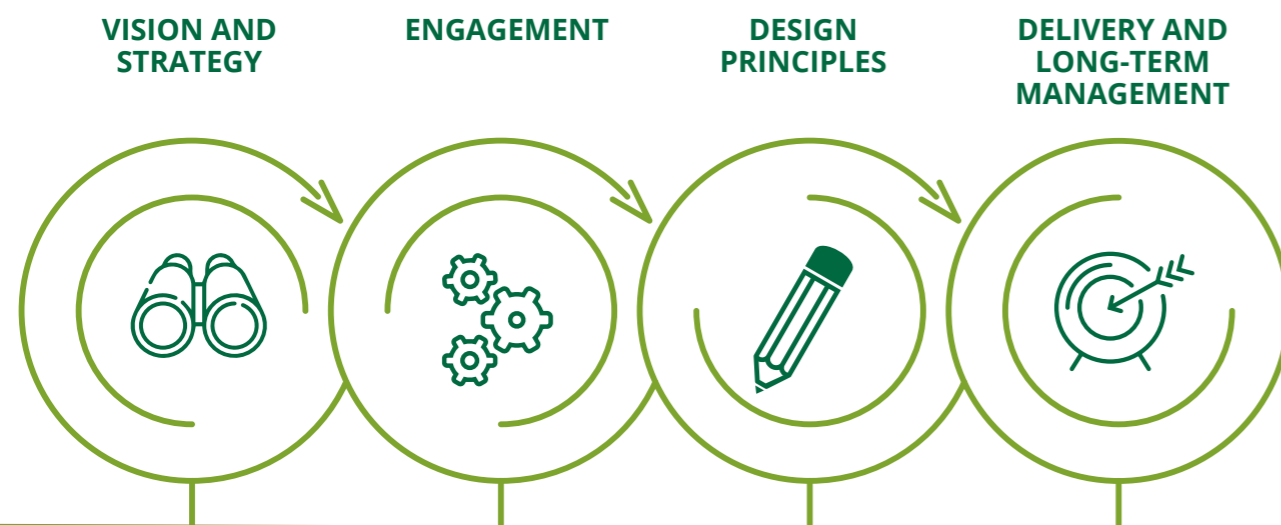 VISION AND
STRATEGY
ENGAGEMENT
DESIGN
PRINCIPLES
DELIVERY AND
LONG-TERM
MANAGEMENT